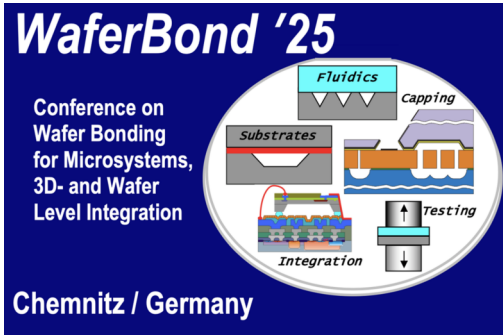 WaferBond ’25
Conference on
Wafer Bonding
for Microsystems,
3D- and Wafer
Level Integration
Fluidics
Capping
Substrates
Testing
Integration
Chemnitz / Germany